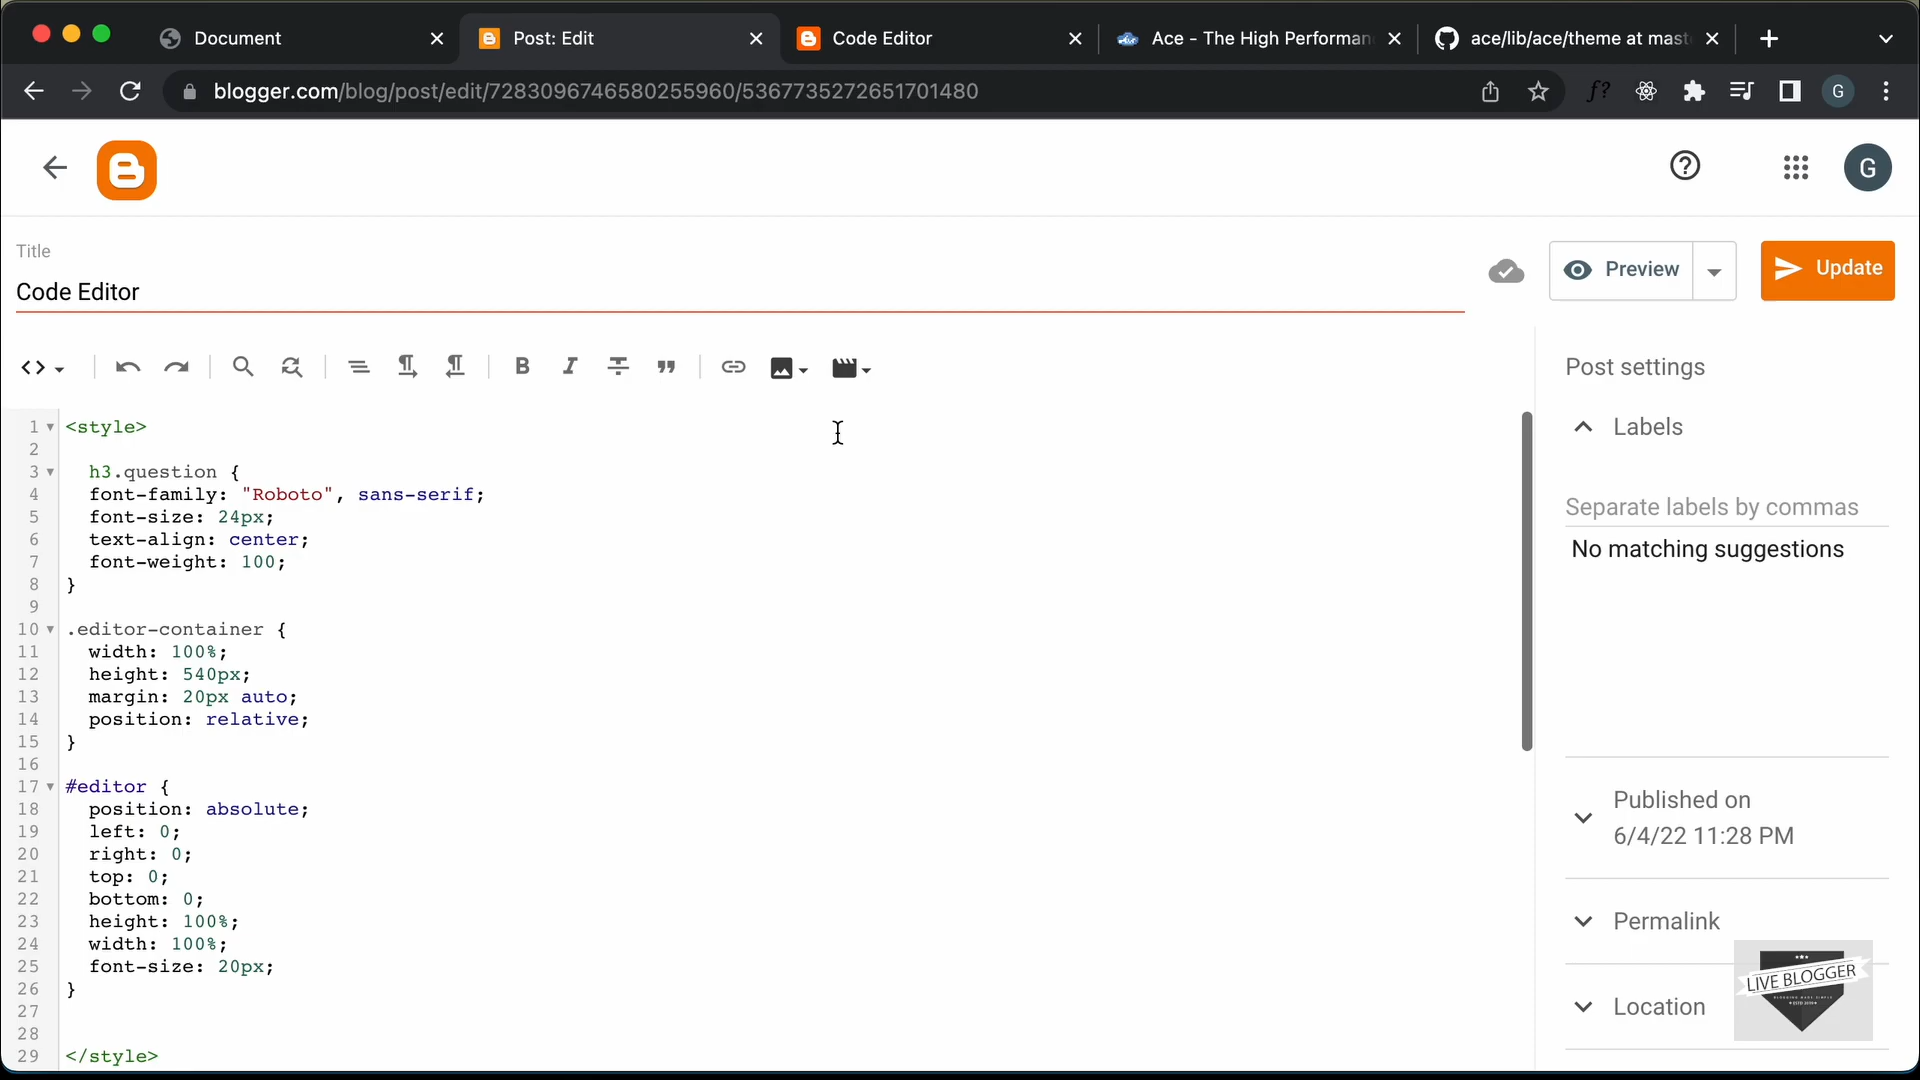 Document
Post: Edit
Code Editor
Ace - The High Performan
ace/lib/ace/theme at mast
blogger.com/blog/post/edit/7283096746580255960/5367735272651701480
f?
G
G
Title
Code Editor
Preview
Update
Post settings
Labels
Separate labels by commas
No matching suggestions
Published on
6/4/22 11:28 PM
Permalink
Location
LIVE BLOGGER
1 <style>
2
3 h3.question {
4 font-family: "Roboto", sans-serif;
5 font-size: 24px;
6 text-align: center;
7 font-weight: 100;
8 }
9
10 .editor-container {
11 width: 100%;
12 height: 540px;
13 margin: 20px auto;
14 position: relative;
15 }
16
17 #editor {
18 position: absolute;
19 left: 0;
20 right: 0;
21 top: 0;
22 bottom: 0;
23 height: 100%;
24 width: 100%;
25 font-size: 20px;
26 }
27
28
29 </style>